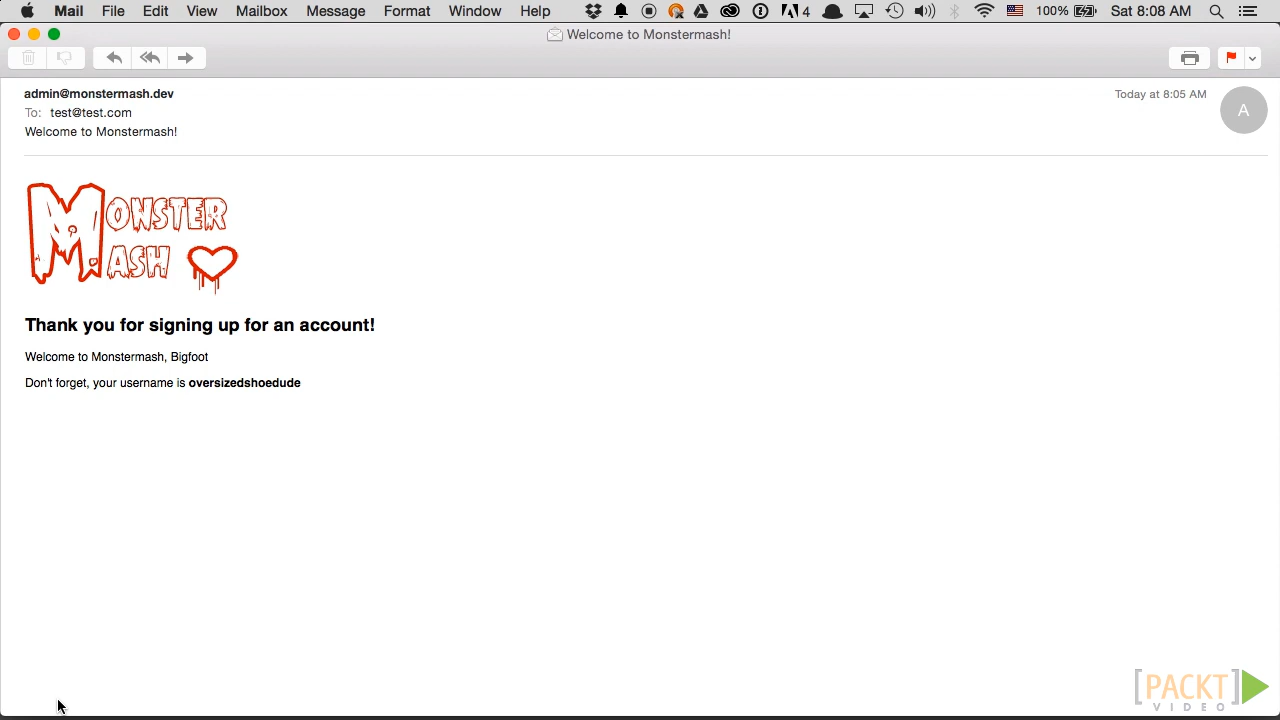 Mail File Edit View Mailbox Message Format Window Help 4 100% Sat 8:08 AM
Welcome to Monstermash!
admin@monstermash.dev Today at 8:05 AM
To: test@test.com
A
Welcome to Monstermash!
MONSTER
MASH
Thank you for signing up for an account!
Welcome to Monstermash, Bigfoot
Don't forget, your username is oversizedshoedude
[PACKT]
VIDEO